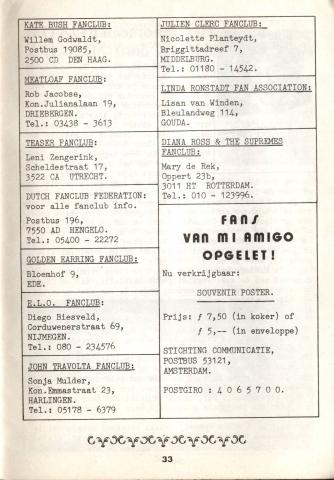 KATE BUSH FANCLUB:
Willem Godwaldt,
Postbus 19085,
2500 CD DEN HAAG.
MEATLOAF FANCLUB:
Rob Jacobse,
Kon.Julianalaan 19,
DRIEBERGEN.
Tel.: 03438 - 3613
TEASER FANCLUB:
Leni Zengerink,
Scheldestraat 17,
3522 CA UTRECHT.
DUTCH FANCLUB FEDERATION:
voor alle fanclub info.
Postbus 196,
7550 AD HENGELO.
Tel.: 05400 - 22272
GOLDEN EARRING FANCLUB:
Bloemhof 9,
EDE.
E.L.O. FANCLUB:
Diego Biesveld,
Corduwenerstraat 69,
NIJMEGEN.
Tel.: 080 - 234576
JOHN TRAVOLTA FANCLUB:
Sonja Mulder,
Kon.Emmastraat 23,
HARLINGEN.
Tel.: 05178 - 6379
JULIEN CLERC FANCLUB:
Nicolette Planteydt,
Briggittadreef 7,
MIDDELBURG.
Tel.: 01180 - 14542.
LINDA RONSTADT FAN ASSOCIATION:
Lisan van Winden,
Bleulandweg 114,
GOUDA.
DIANA ROSS & THE SUPREMES
FANCLUB:
Mary de Rek,
Oppert 23b,
3011 HT ROTTERDAM.
Tel.: 010 - 123996.
FANS
VAN MI AMIGO
OPGELET!
Nu verkrijgbaar:
SOUVENIR POSTER.
Prijs: ƒ 7,50 (in koker) of
ƒ 5,-- (in enveloppe)
STICHTING COMMUNICATIE,
POSTBUS 53121,
AMSTERDAM.
POSTGIRO : 4 0 6 5 7 0 0.
33